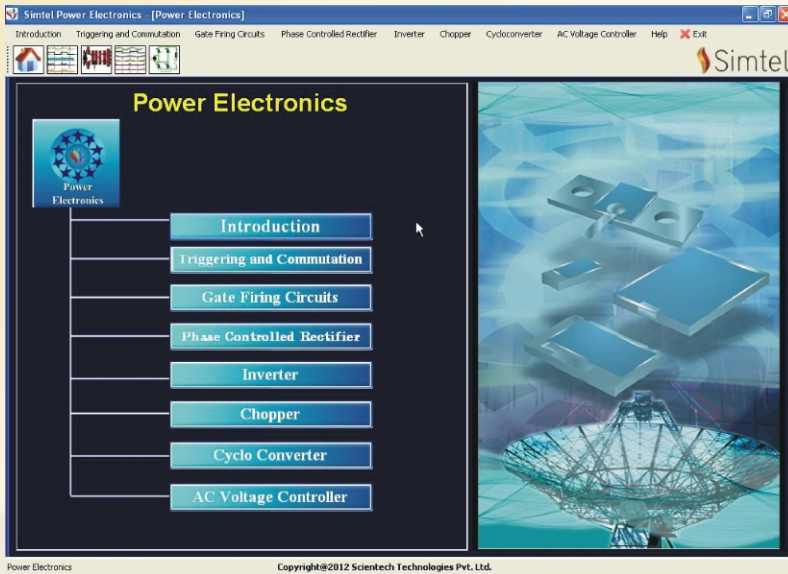 Simtel Power Electronics - [Power Electronics]
Introduction Triggering and Commutation Gate Firing Circuits Phase Controlled Rectifier Inverter Chopper Cycloconverter AC Voltage Controller Help Exit
Simtel
Power Electronics
Power
Electronics
Introduction
Triggering and Commutation
Gate Firing Circuits
Phase Controlled Rectifier
Inverter
Chopper
Cyclo Converter
AC Voltage Controller
Power Electronics Copyright@2012 Scientech Technologies Pvt. Ltd.